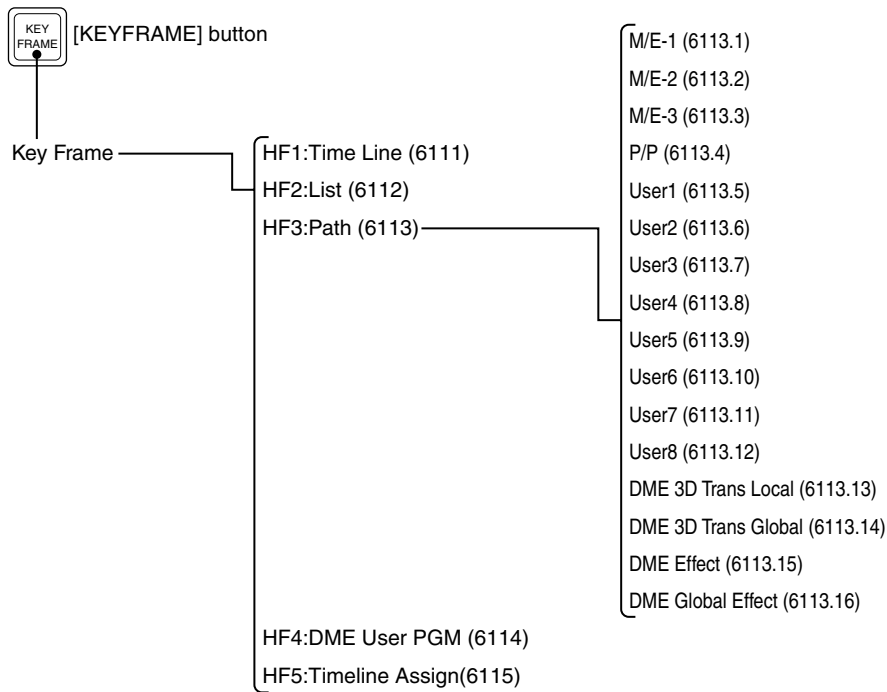 KEY
FRAME
[KEYFRAME] button
Key Frame
HF1:Time Line (6111)
HF2:List (6112)
HF3:Path (6113)
M/E-1 (6113.1)
M/E-2 (6113.2)
M/E-3 (6113.3)
P/P (6113.4)
User1 (6113.5)
User2 (6113.6)
User3 (6113.7)
User4 (6113.8)
User5 (6113.9)
User6 (6113.10)
User7 (6113.11)
User8 (6113.12)
DME 3D Trans Local (6113.13)
DME 3D Trans Global (6113.14)
DME Effect (6113.15)
DME Global Effect (6113.16)
HF4:DME User PGM (6114)
HF5:Timeline Assign(6115)